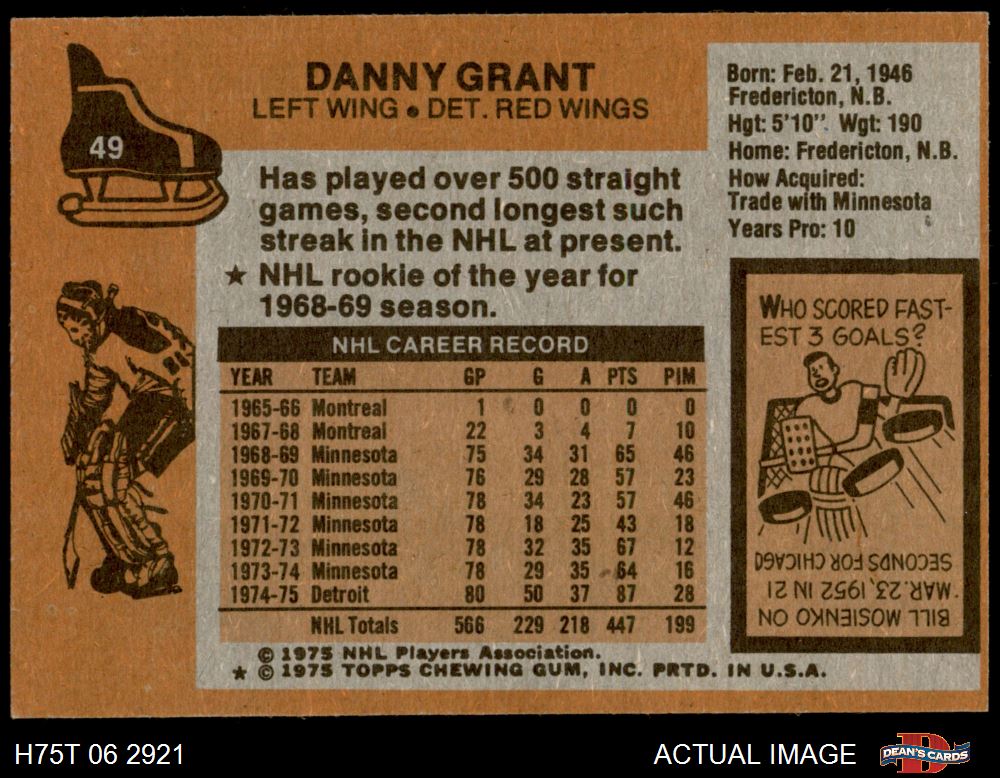 49
DANNY GRANT
LEFT WING • DET. RED WINGS
Has played over 500 straight
games, second longest such
streak in the NHL at present.
★ NHL rookie of the year for
1968-69 season.
Born: Feb. 21, 1946
Fredericton, N.B.
Hgt: 5'10" Wgt: 190
Home: Fredericton, N.B.
How Acquired:
Trade with Minnesota
Years Pro: 10
NHL CAREER RECORD
YEAR TEAM GP G A PTS PIM
1965-66 Montreal 1 0 0 0 0
1967-68 Montreal 22 3 4 7 10
1968-69 Minnesota 75 34 31 65 46
1969-70 Minnesota 76 29 28 57 23
1970-71 Minnesota 78 34 23 57 46
1971-72 Minnesota 78 18 25 43 18
1972-73 Minnesota 78 32 35 67 12
1973-74 Minnesota 78 29 35 64 16
1974-75 Detroit 80 50 37 87 28
NHL Totals 566 229 218 447 199
WHO SCORED FAST-
EST 3 GOALS?
BILL MOSIENKO ON
MAR. 23, 1952 IN 21
SECONDS FOR CHICAGO
© 1975 NHL Players Association.
★ © 1975 TOPPS CHEWING GUM, INC. PRTD. IN U.S.A.
H75T 06 2921
ACTUAL IMAGE
DEAN'S CARDS